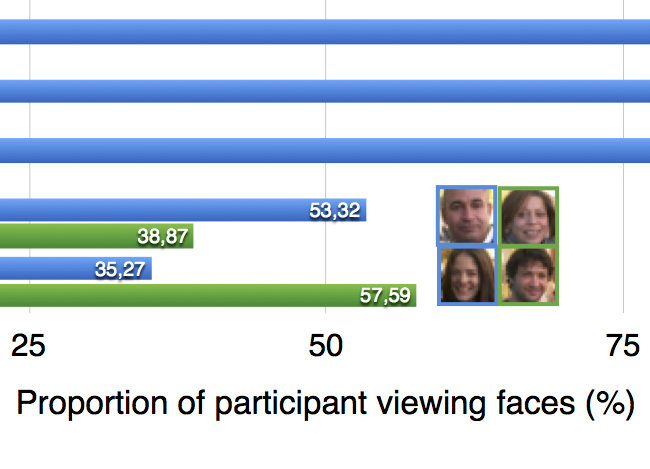 53,32
38,87
35,27
57,59
25 50 75
Proportion of participant viewing faces (%)